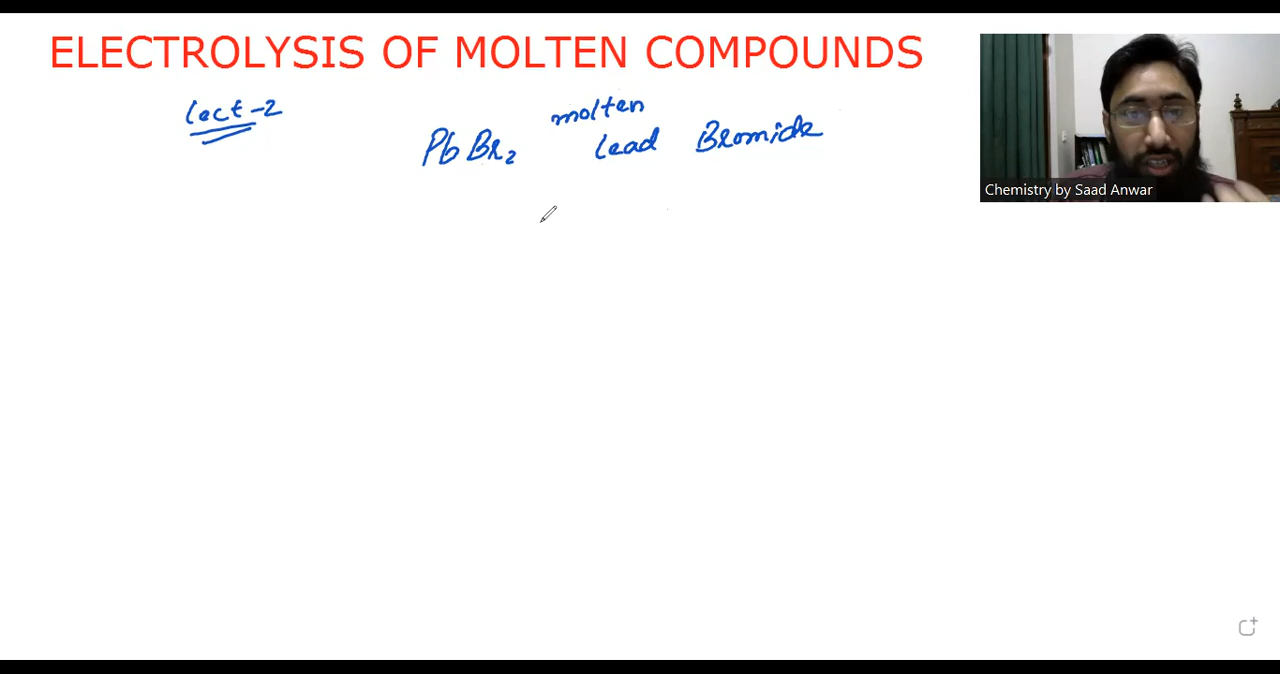 ELECTROLYSIS OF MOLTEN COMPOUNDS
Lect-2
molten
PbBr₂ Lead Bromide
Chemistry by Saad Anwar